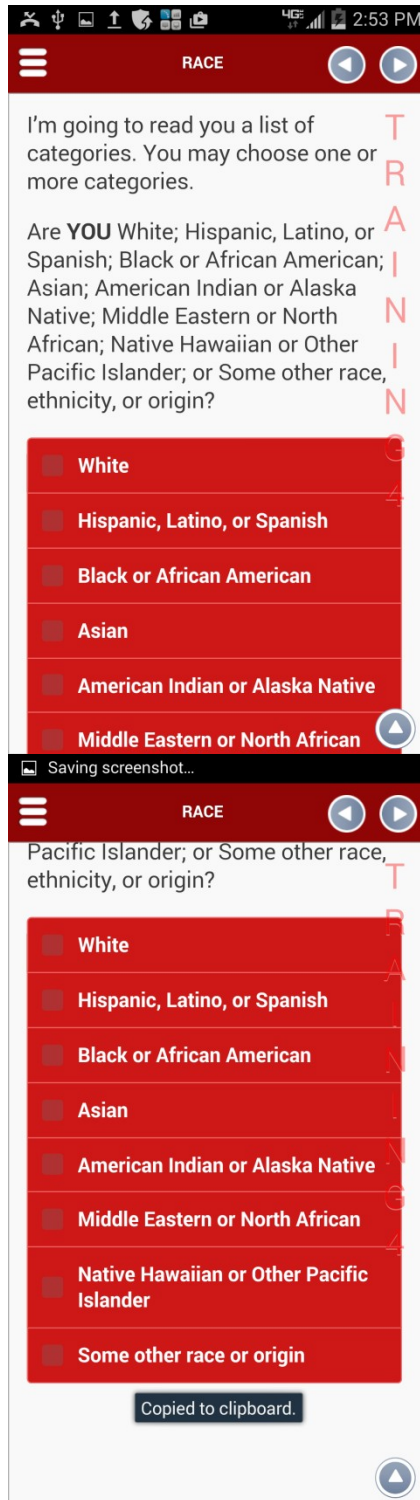 4G
2:53 PM
RACE
I'm going to read you a list of
categories. You may choose one or
more categories.
Are YOU White; Hispanic, Latino, or
Spanish; Black or African American;
Asian; American Indian or Alaska
Native; Middle Eastern or North
African; Native Hawaiian or Other
Pacific Islander; or Some other race,
ethnicity, or origin?
TRAINING4
White
Hispanic, Latino, or Spanish
Black or African American
Asian
American Indian or Alaska Native
Middle Eastern or North African
Saving screenshot...
RACE
Pacific Islander; or Some other race,
ethnicity, or origin?
TRAINING4
White
Hispanic, Latino, or Spanish
Black or African American
Asian
American Indian or Alaska Native
Middle Eastern or North African
Native Hawaiian or Other Pacific
Islander
Some other race or origin
Copied to clipboard.